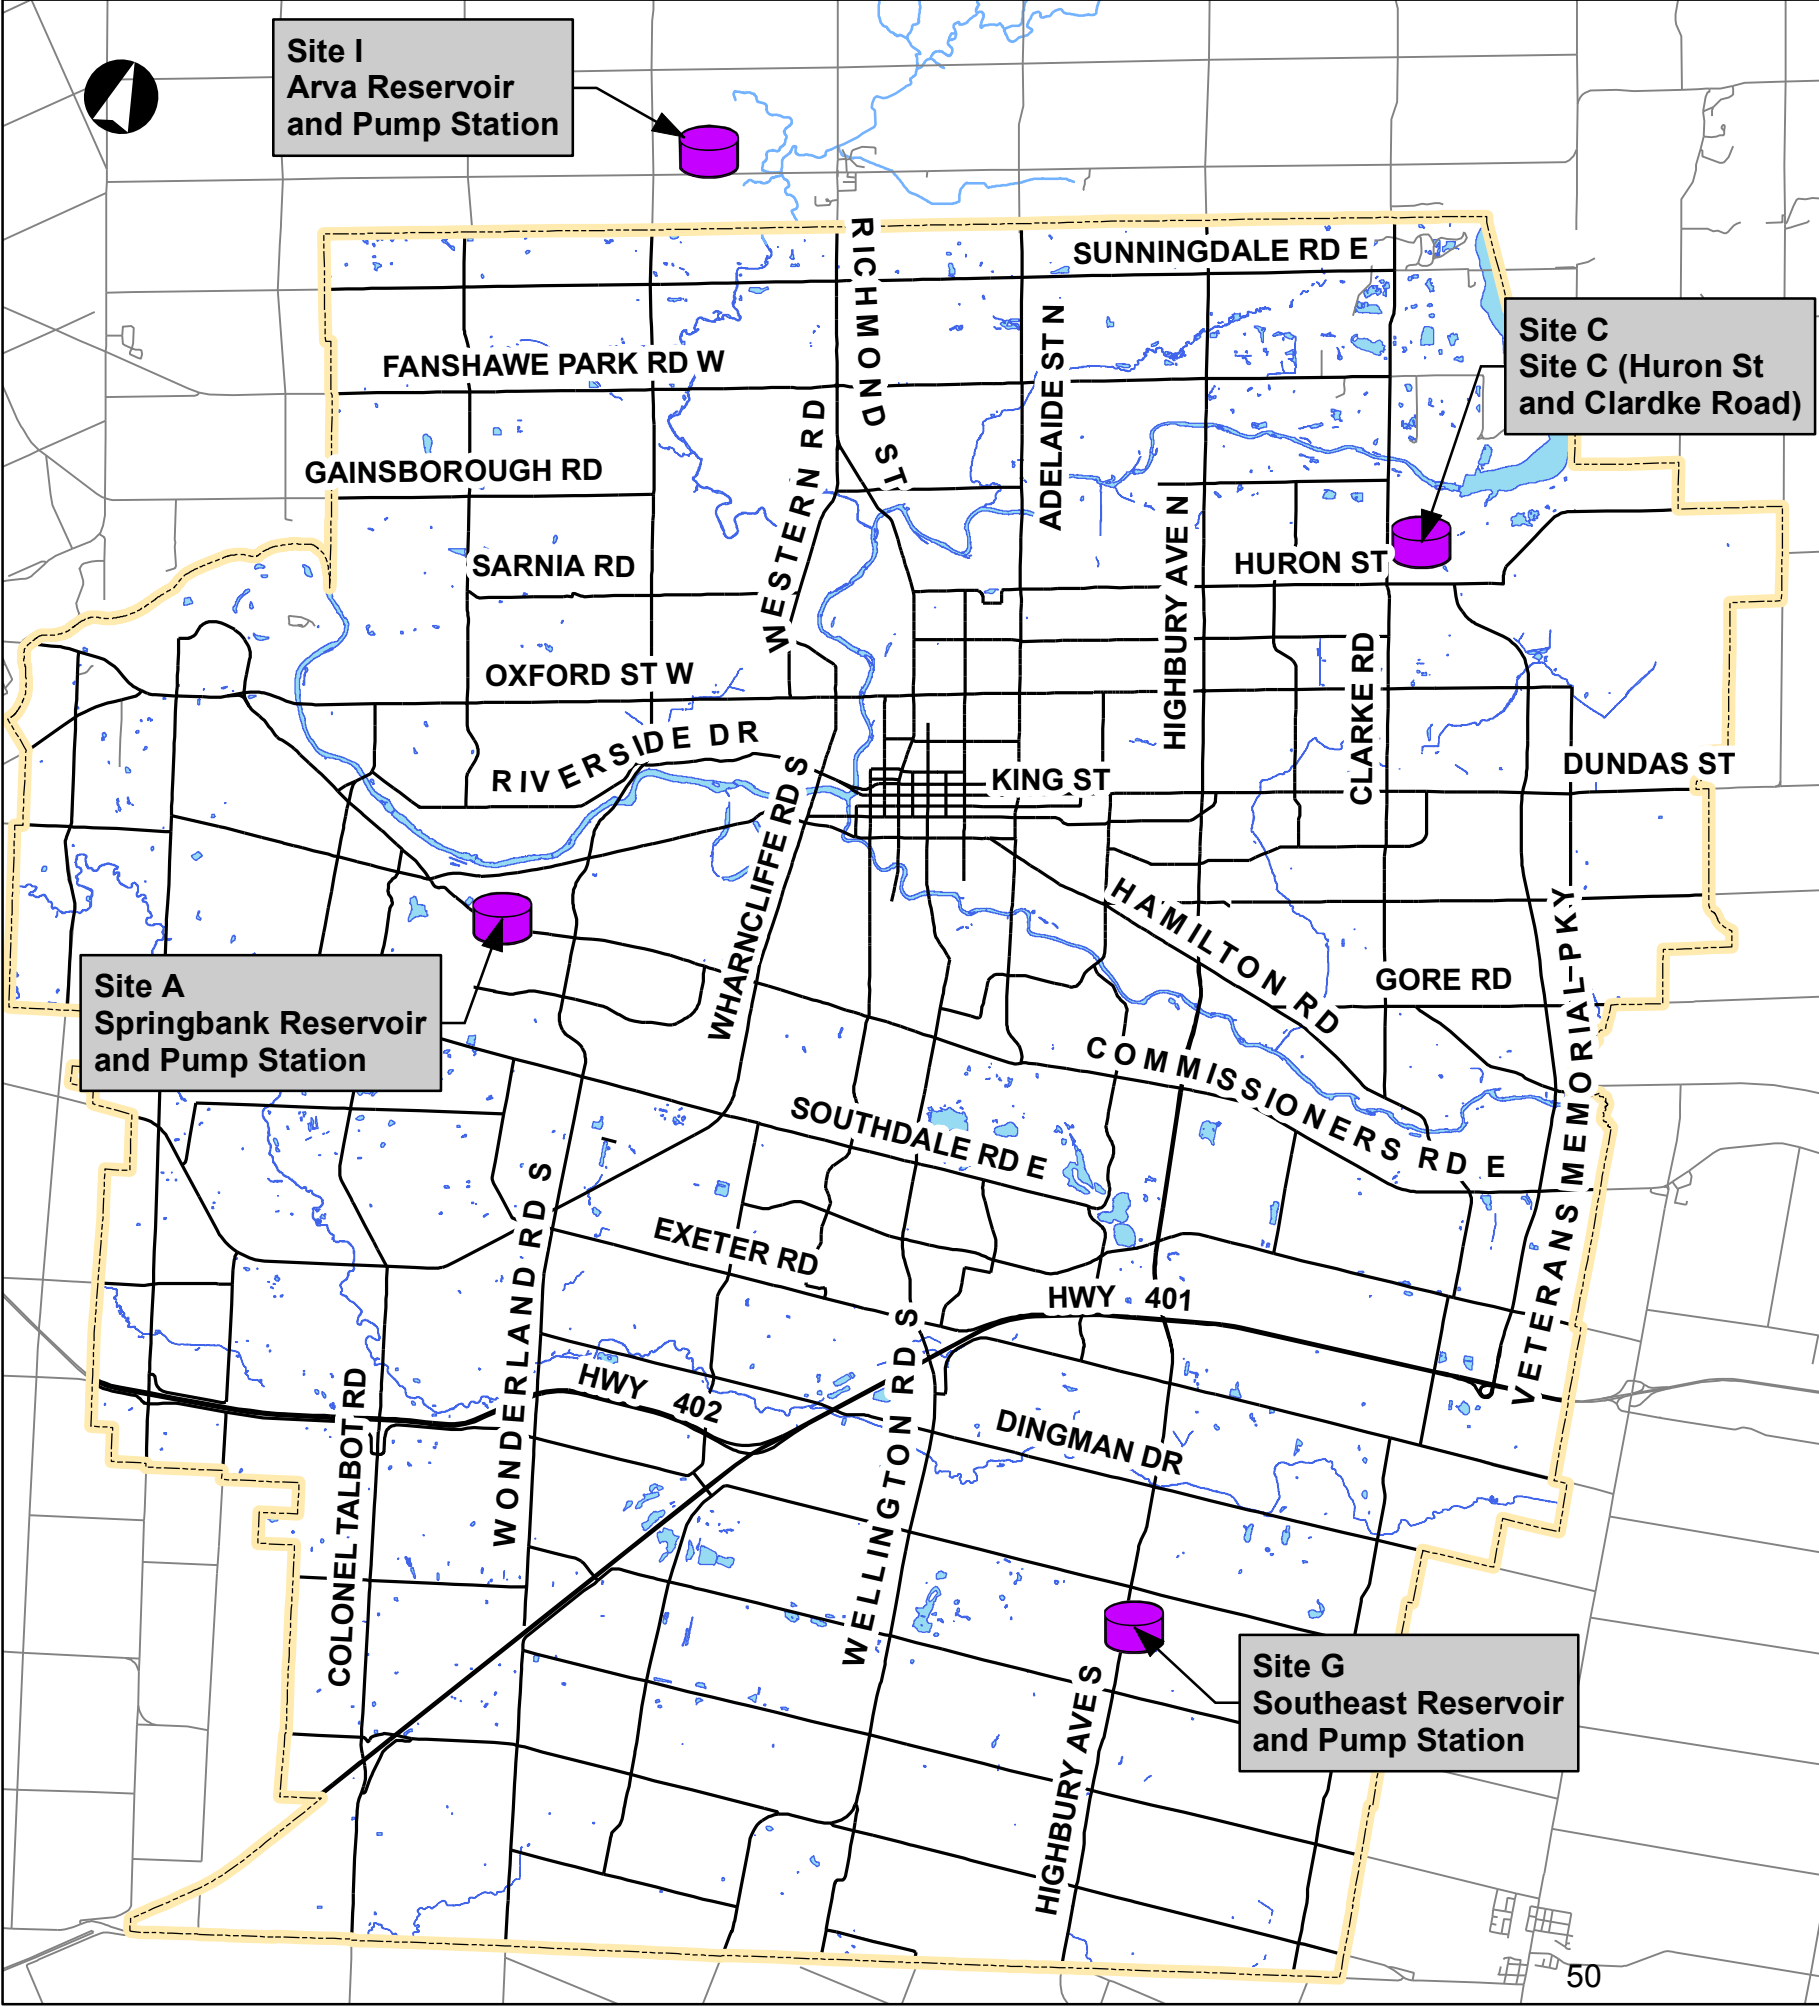 Site I
Arva Reservoir
and Pump Station
RICHMOND ST
SUNNINGDALE RD E
Site C
Site C (Huron St
and Clardke Road)
FANSHAWE PARK RD W
ADELAIDE ST N
WESTERN RD
GAINSBOROUGH RD
HIGHBURY AVE N
SARNIA RD
HURON ST
OXFORD ST W
CLARKE RD
RIVERSIDE DR
DUNDAS ST
KING ST
WHARNCLIFFE RD S
HAMILTON RD
VETERANS MEMORIAL PKY
Site A
Springbank Reservoir
and Pump Station
GORE RD
COMMISSIONERS RD E
SOUTHDALE RD E
WONDERLAND RD S
EXETER RD
HWY 401
WELLINGTON RD S
HWY 402
COLONEL TALBOT RD
DINGMAN DR
Site G
Southeast Reservoir
and Pump Station
HIGHBURY AVE S
50